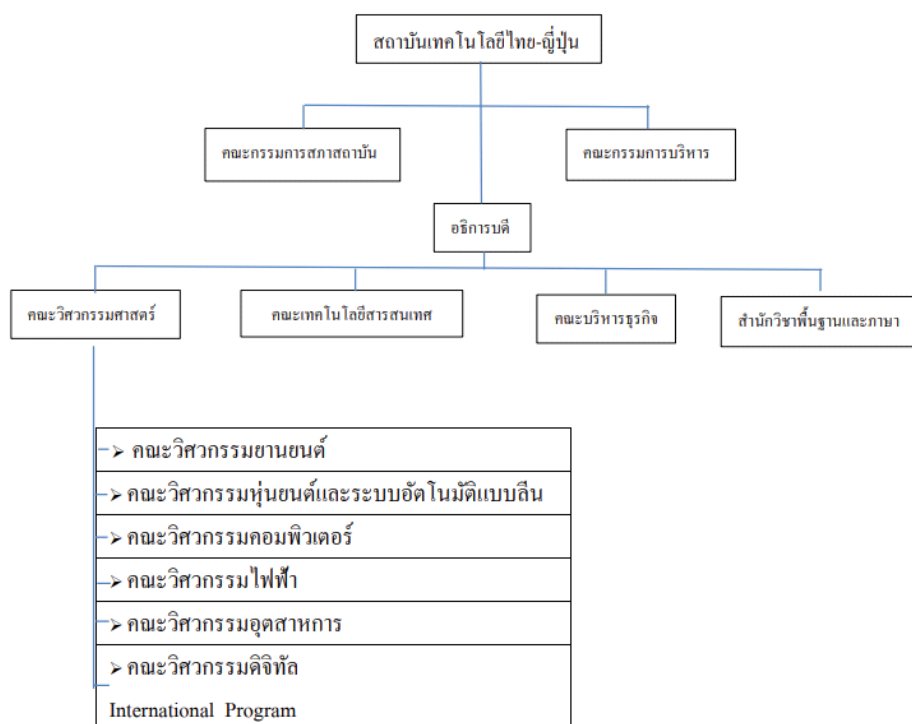 สถาบันเทคโนโลยีไทย-ญี่ปุ่น
คณะกรรมการสภาสถาบัน
คณะกรรมการบริหาร
อธิการบดี
คณะวิศวกรรมศาสตร์
คณะเทคโนโลยีสารสนเทศ
คณะบริหารธุรกิจ
สำนักวิชาพื้นฐานและภาษา
➢ คณะวิศวกรรมยานยนต์
➢ คณะวิศวกรรมหุ่นยนต์และระบบอัตโนมัติแบบลีน
➢ คณะวิศวกรรมคอมพิวเตอร์
➢ คณะวิศวกรรมไฟฟ้า
➢ คณะวิศวกรรมอุตสาหการ
➢ คณะวิศวกรรมดิจิทัล
International Program